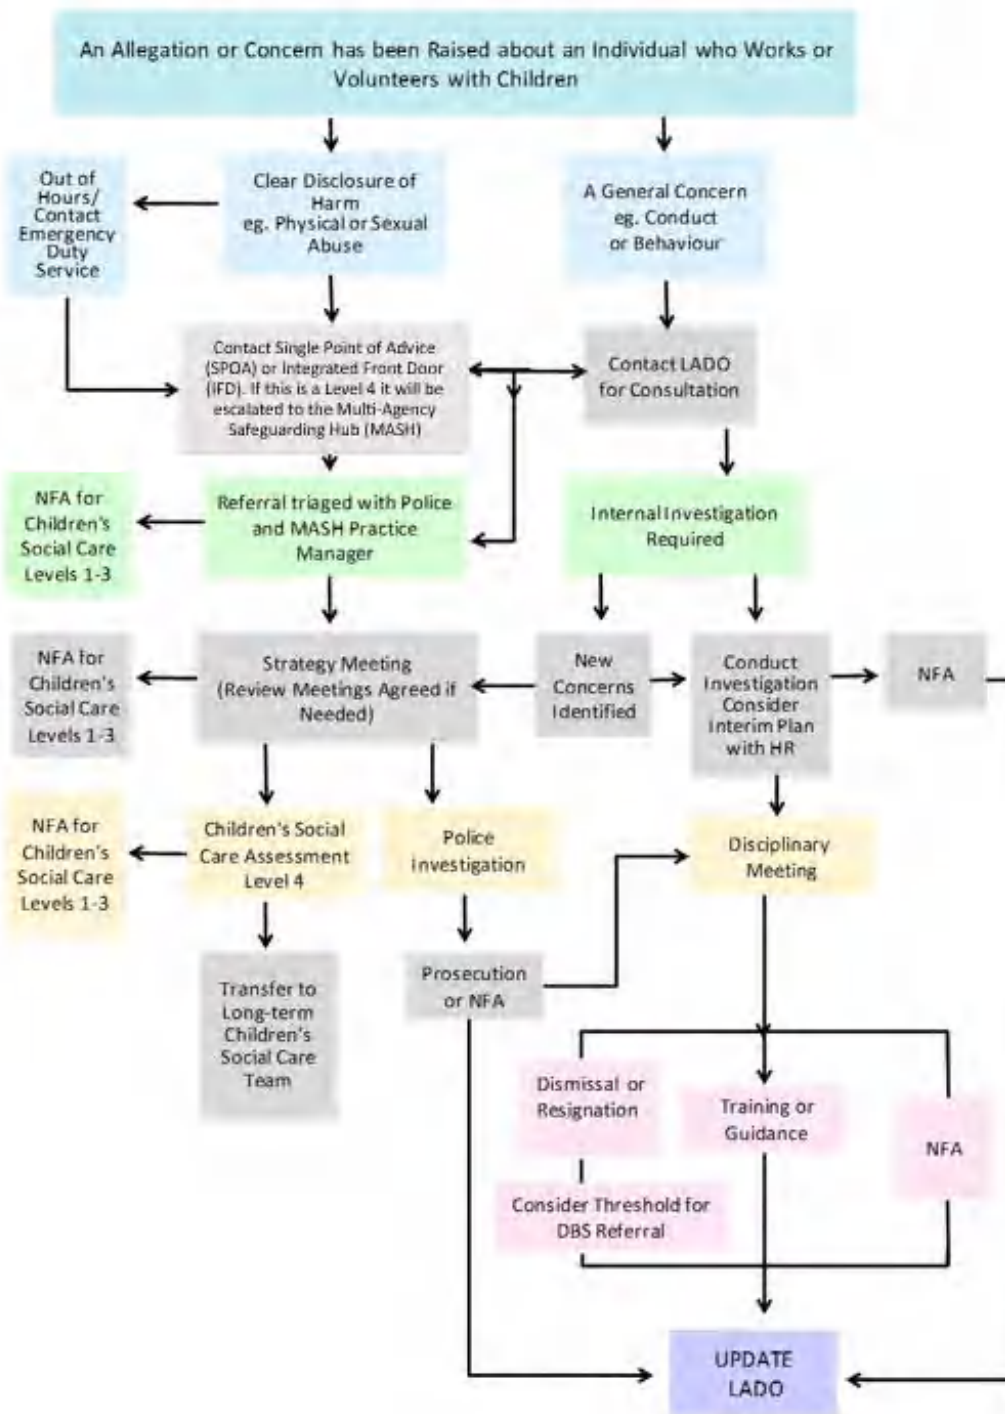 An Allegation or Concern has been Raised about an Individual who Works or
Volunteers with Children
Out of
Hours/
Contact
Emergency
Duty
Service
Clear Disclosure of
Harm
eg. Physical or Sexual
Abuse
A General Concern
eg. Conduct
or Behaviour
Contact Single Point of Advice
(SPOA) or Integrated Front Door
(IFD). If this is a Level 4 it will be
escalated to the Multi-Agency
Safeguarding Hub (MASH)
Contact LADO
for Consultation
NFA for
Children's
Social Care
Levels 1-3
Referral triaged with Police
and MASH Practice
Manager
Internal Investigation
Required
NFA for
Children's
Social Care
Levels 1-3
Strategy Meeting
(Review Meetings Agreed if
Needed)
New
Concerns
Identified
Conduct
Investigation
Consider
Interim Plan
with HR
NFA
NFA for
Children's
Social Care
Levels 1-3
Children's Social
Care Assessment
Level 4
Police
Investigation
Disciplinary
Meeting
Transfer to
Long-term
Children's
Social Care
Team
Prosecution
or NFA
Dismissal or
Resignation
Training or
Guidance
NFA
Consider Threshold for
DBS Referral
UPDATE
LADO